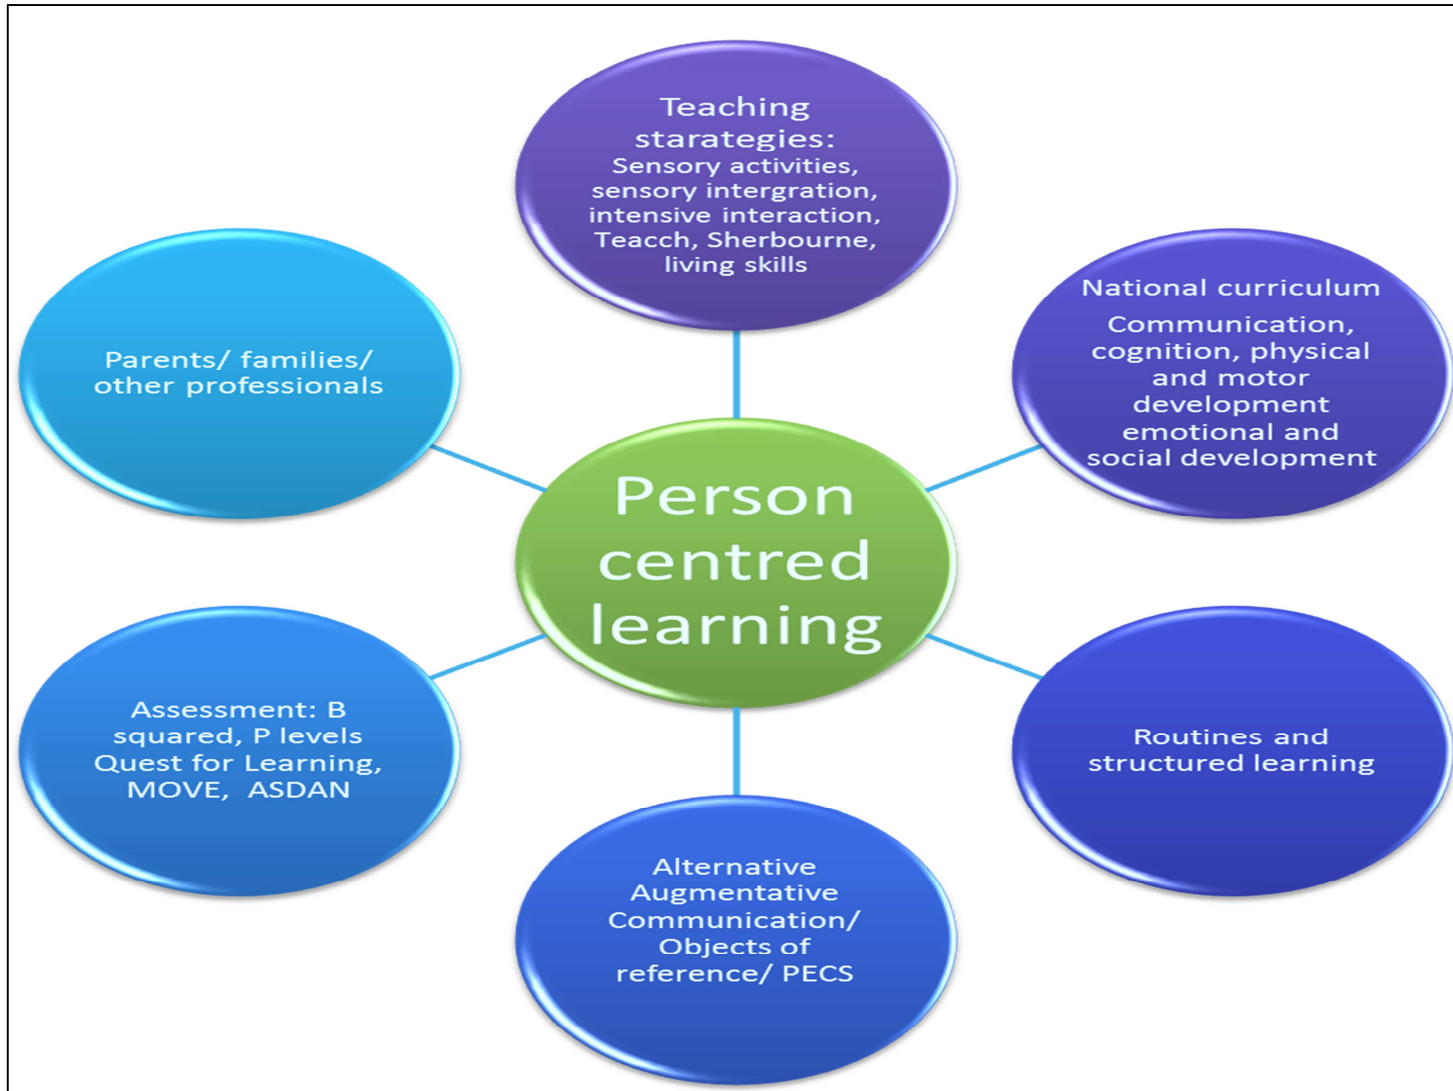 Teaching
starategies:
Sensory activities,
sensory intergration,
intensive interaction,
Teacch, Sherbourne,
living skills
National curriculum
Communication,
cognition, physical
and motor
development
emotional and
social development
Routines and
structured learning
Alternative
Augmentative
Communication/
Objects of
reference/ PECS
Assessment: B
squared, P levels
Quest for Learning,
MOVE,  ASDAN
Parents/ families/
other professionals
Person
centred
learning